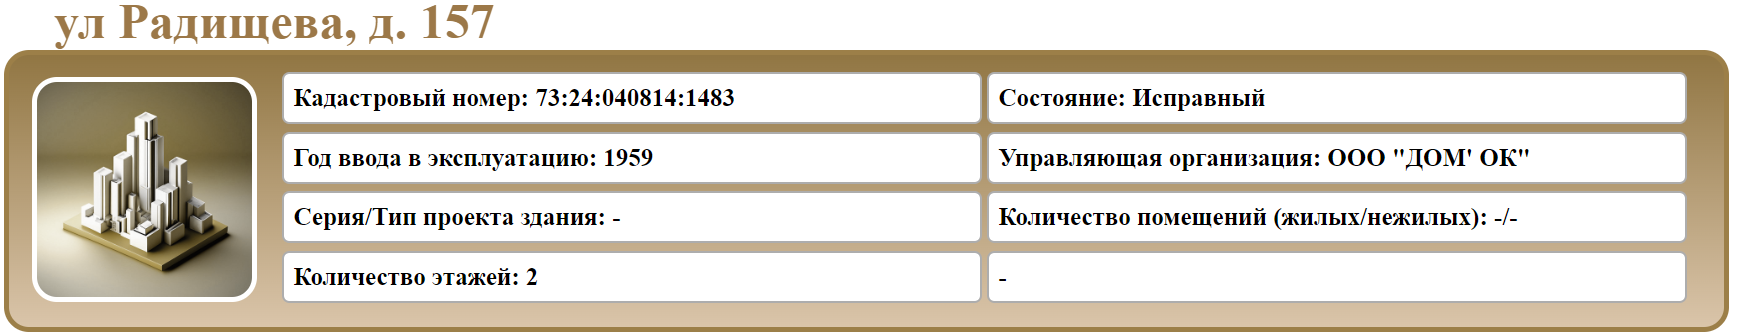 ул Радищева, д. 157
Кадастровый номер: 73:24:040814:1483
Состояние: Исправный
Год ввода в эксплуатацию: 1959
Управляющая организация: ООО "ДОМ' ОК"
Серия/Тип проекта здания: -
Количество помещений (жилых/нежилых): -/-
Количество этажей: 2
-